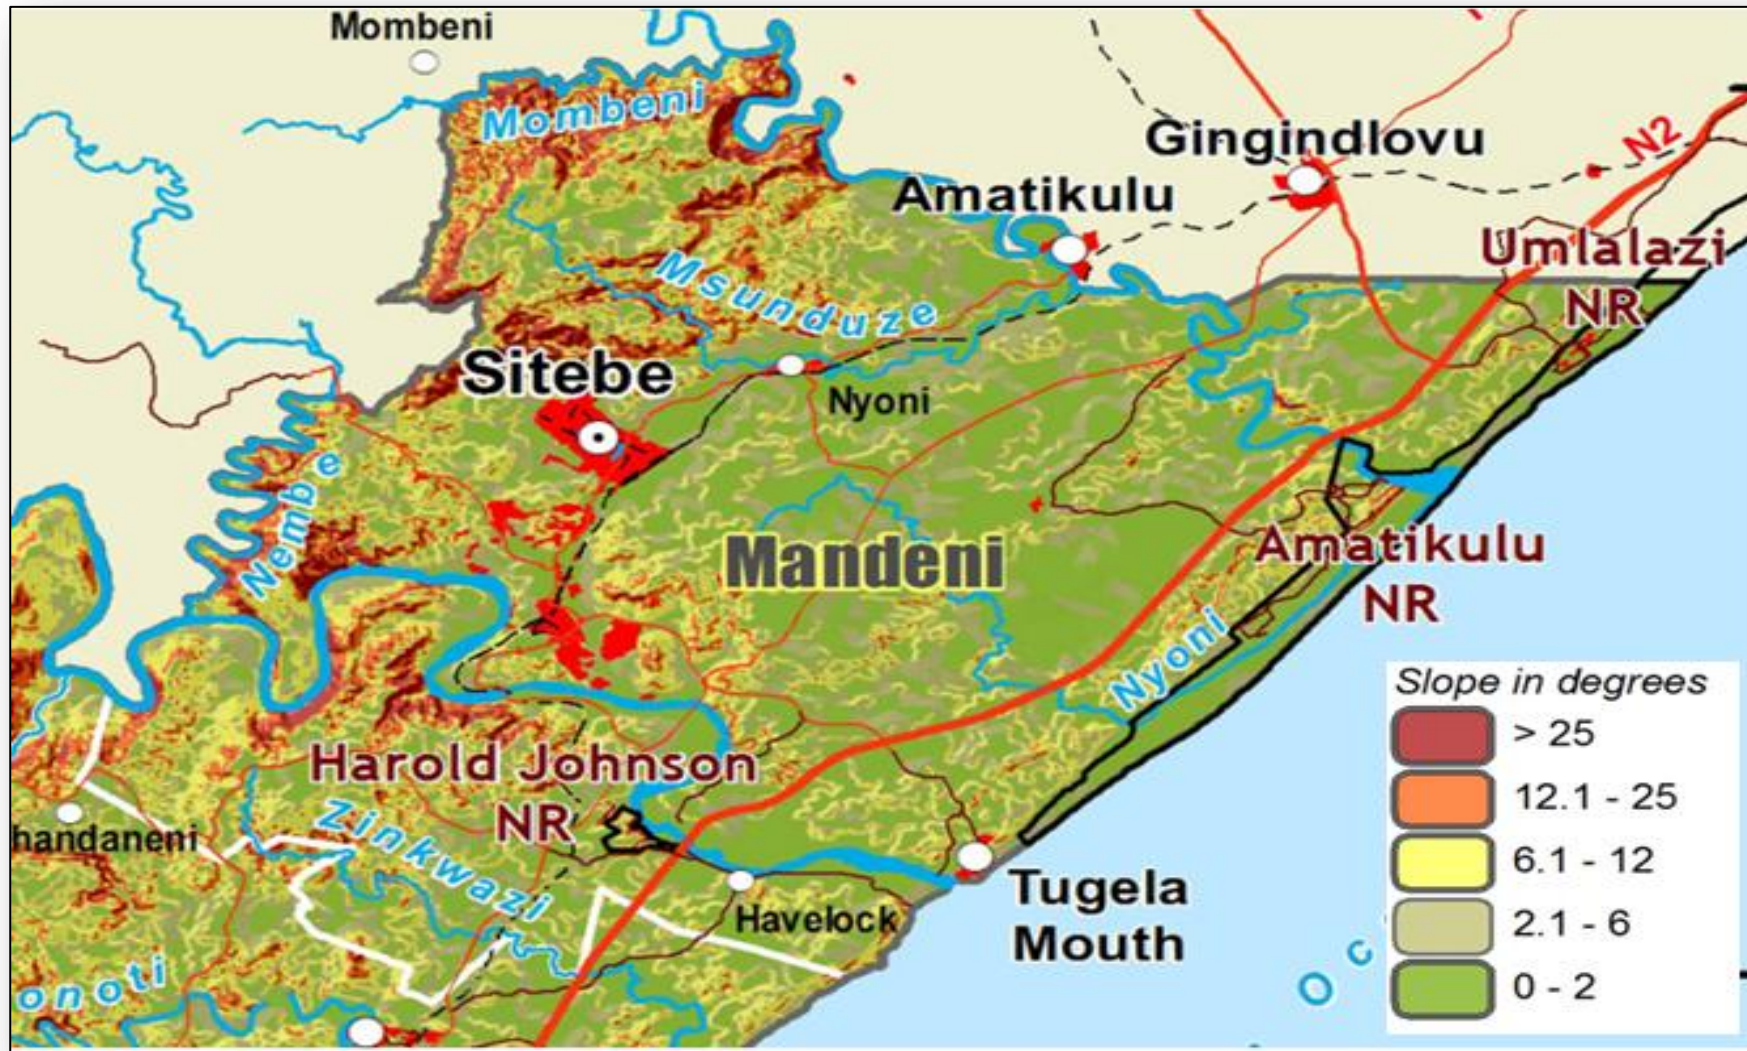 Mombeni
Mombeni
Gingindlovu
N2
Amatikulu
Umlalazi
NR
Msunduze
Sitebe
Nyoni
Nembe
Mandeni
Amatikulu
NR
Nyoni
Slope in degrees
> 25
12.1 - 25
6.1 - 12
2.1 - 6
0 - 2
Harold Johnson
NR
handaneni
Zinkwazi
Tugela
Mouth
Havelock
onoti
Oc